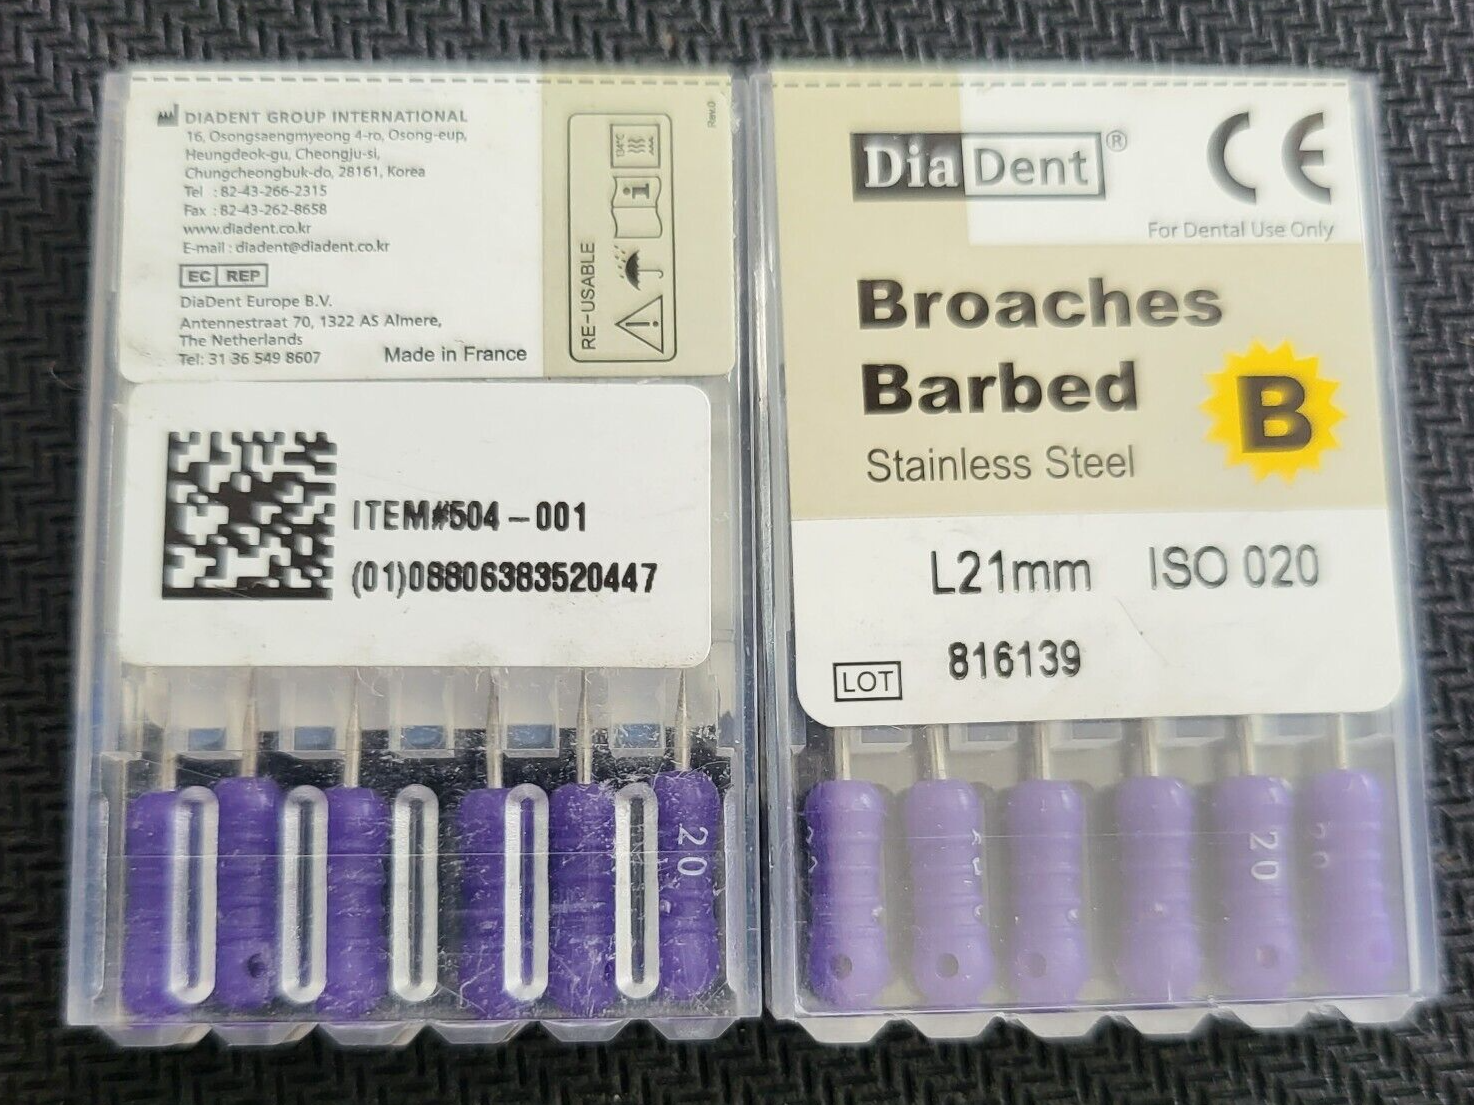 DIADENT GROUP INTERNATIONAL
16, Osongsaengmyeong 4-ro, Osong-eup,
Heungdeok-gu, Cheongju-si,
Chungcheongbuk-do, 28161, Korea
Tel : 82-43-266-2315
Fax : 82-43-262-8658
www.diadent.co.kr
E-mail : diadent@diadent.co.kr
EC REP
DiaDent Europe B.V.
Antennestraat 70, 1322 AS Almere,
The Netherlands
Tel: 31 36 549 8607
Made in France
RE-USABLE
134°C
Rev.0
ITEM#504-001
(01)08806383520447
20
DiaDent®
CE
For Dental Use Only
Broaches
Barbed
B
Stainless Steel
L21mm ISO 020
LOT 816139
20
20